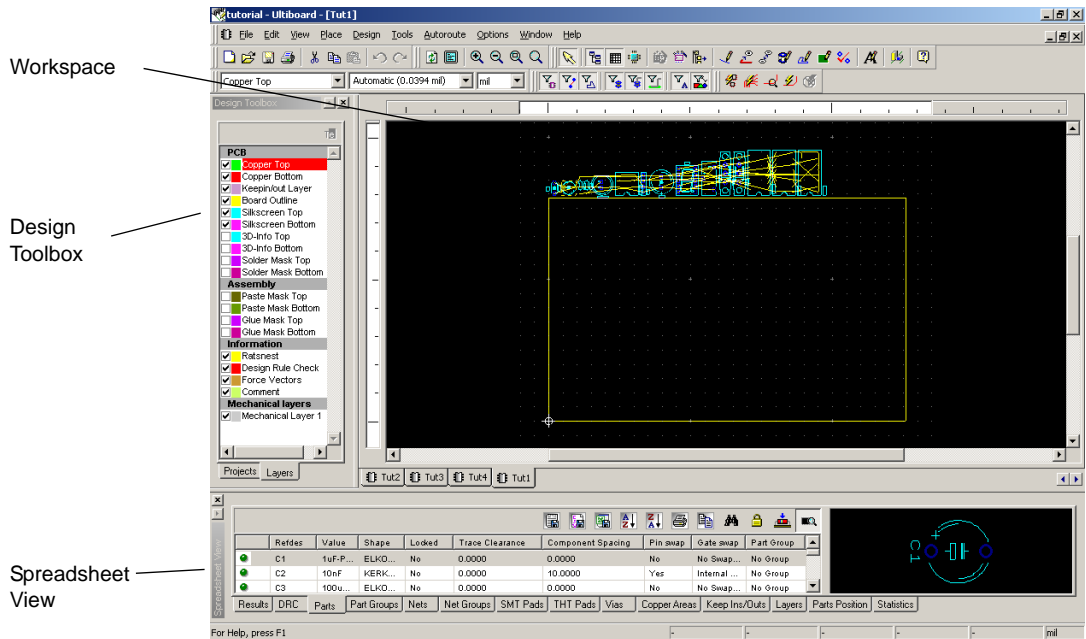 tutorial - Ultiboard - [Tut1]
File Edit View Place Design Tools Autoroute Options Window Help
Workspace
Copper Top
Automatic (0.0394 mil)
mil
Design Toolbox
PCB
Copper Top
Copper Bottom
Keepin/out Layer
Board Outline
Silkscreen Top
Silkscreen Bottom
3D-Info Top
3D-Info Bottom
Solder Mask Top
Solder Mask Bottom
Assembly
Paste Mask Top
Paste Mask Bottom
Glue Mask Top
Glue Mask Bottom
Information
Ratsnest
Design Rule Check
Force Vectors
Comment
Mechanical layers
Mechanical Layer 1
Design
Toolbox
Projects Layers
Tut2 Tut3 Tut4 Tut1
Spreadsheet View
Refdes Value Shape Locked Trace Clearance Component Spacing Pin swap Gate swap Part Group
C1 1uF-P... ELKO... No 0.0000 0.0000 No No Swap... No Group
C2 10nF KERK... No 0.0000 10.0000 Yes Internal ... No Group
C3 100u... ELKO... No 0.0000 0.0000 No No Swap... No Group
C1
Spreadsheet
View
Results DRC Parts Part Groups Nets Net Groups SMT Pads THT Pads Vias Copper Areas Keep Ins/Outs Layers Parts Position Statistics
For Help, press F1
- - - - - mil